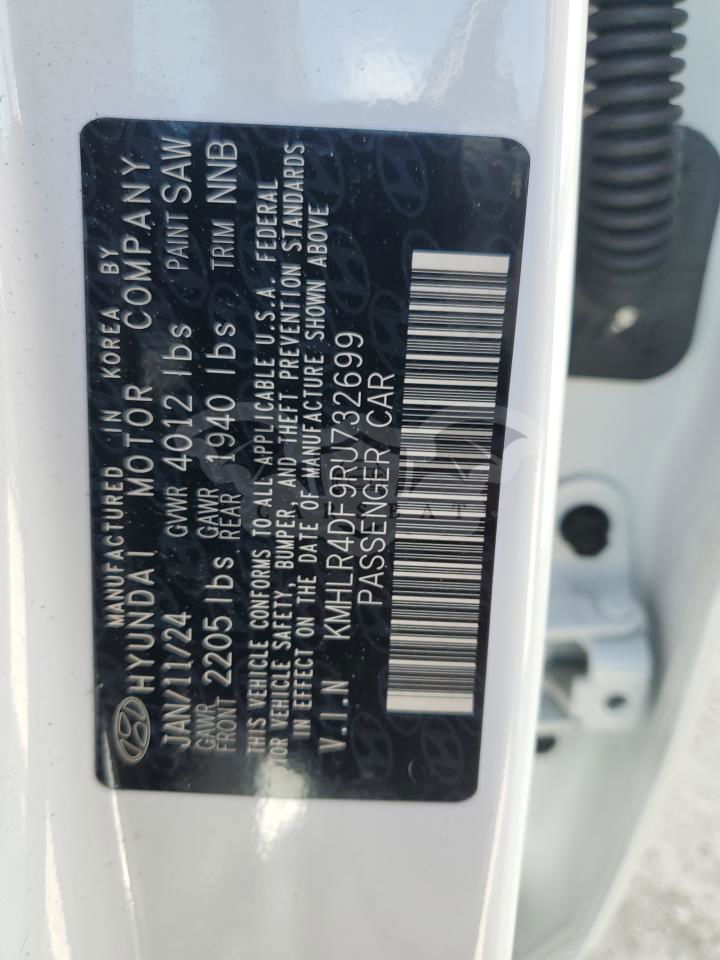 MANUFACTURED IN KOREA BY
HYUNDAI MOTOR COMPANY
JAN/11/24 GVWR 4012 lbs PAINT SAW
GAWR FRONT 2205 lbs GAWR REAR 1940 lbs TRIM NNB
THIS VEHICLE CONFORMS TO ALL APPLICABLE U.S.A. FEDERAL
MOTOR VEHICLE SAFETY, BUMPER, AND THEFT PREVENTION STANDARDS
IN EFFECT ON THE DATE OF MANUFACTURE SHOWN ABOVE
V.I.N KMHLR4DF9RU732699
PASSENGER CAR